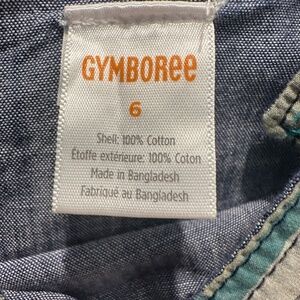 GYMBOREE
6
Shell: 100% Cotton
Étoffe extérieure: 100% Coton
Made in Bangladesh
Fabriqué au Bangladesh